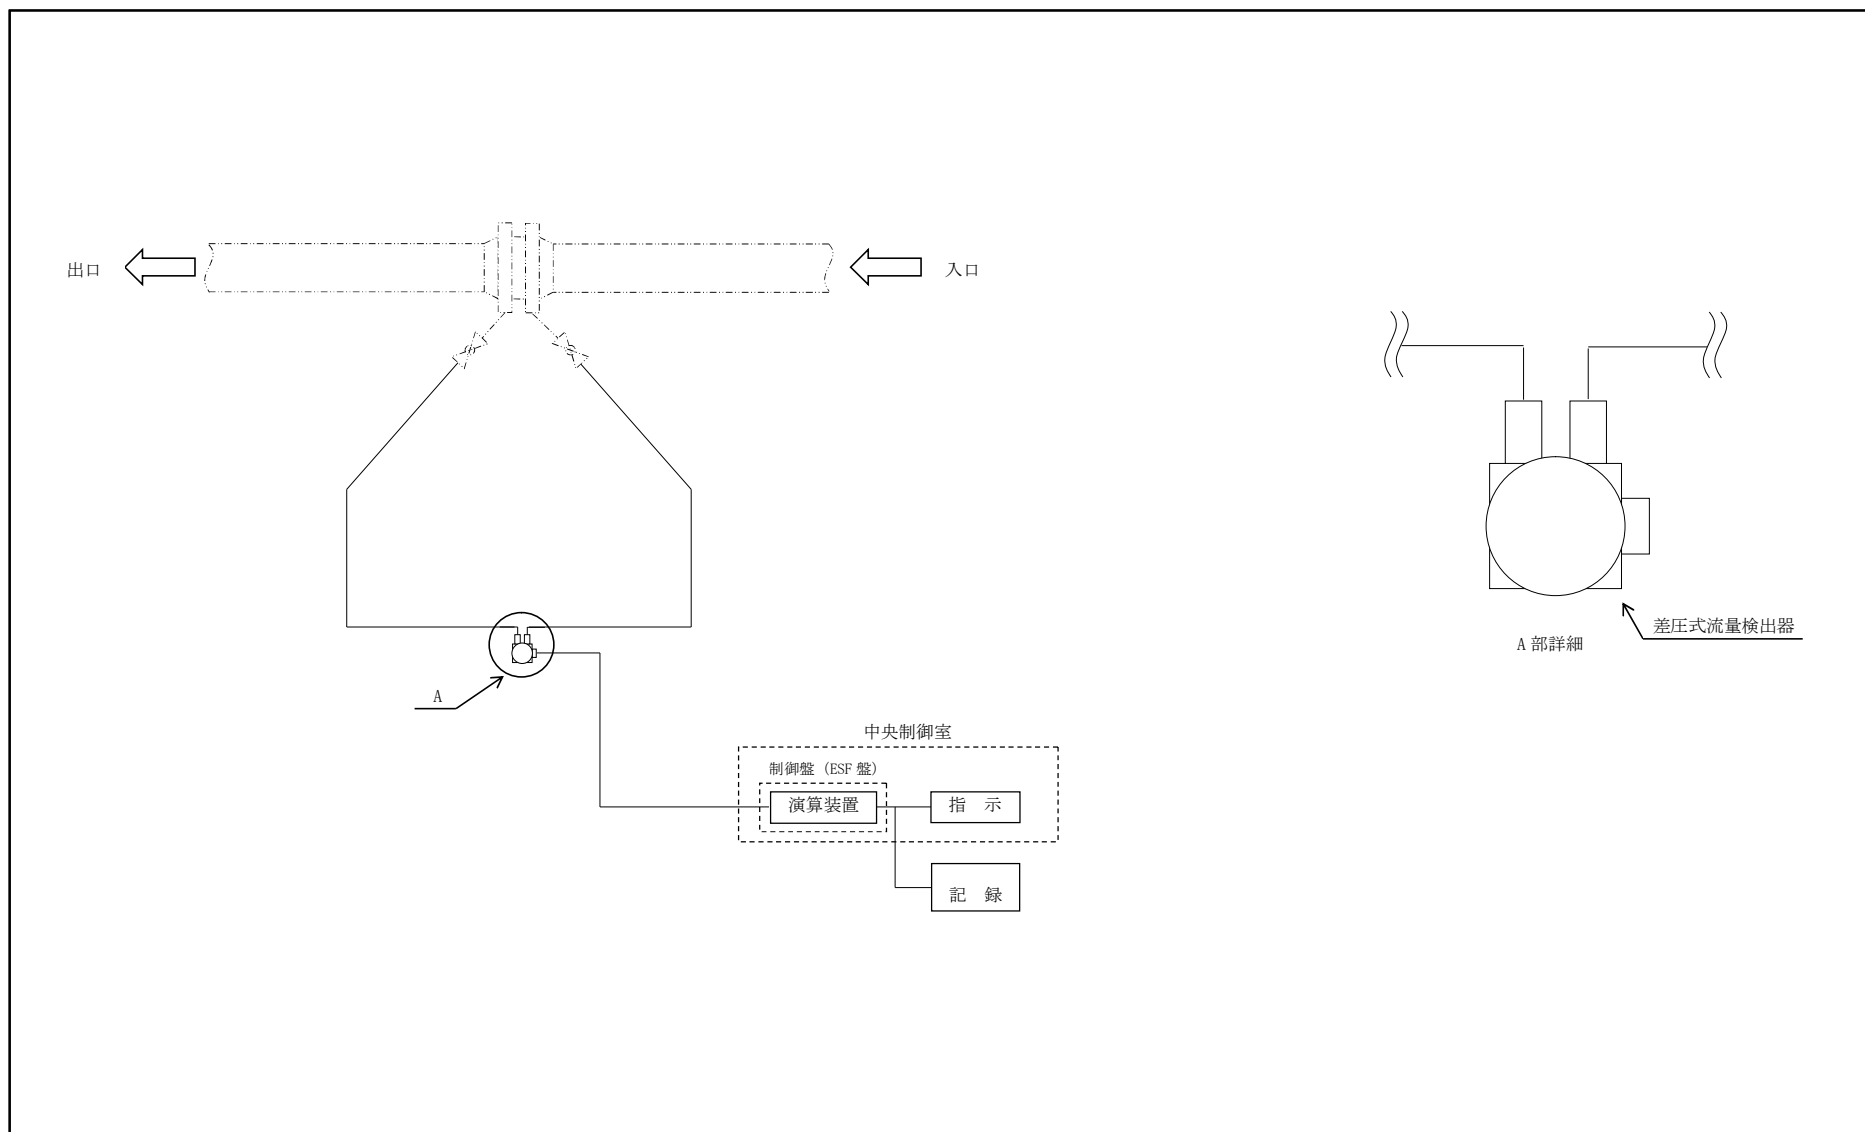 出口
入口
差圧式流量検出器
A 部詳細
A
中央制御室
制御盤（ESF 盤）
演算装置
指　示
記　録